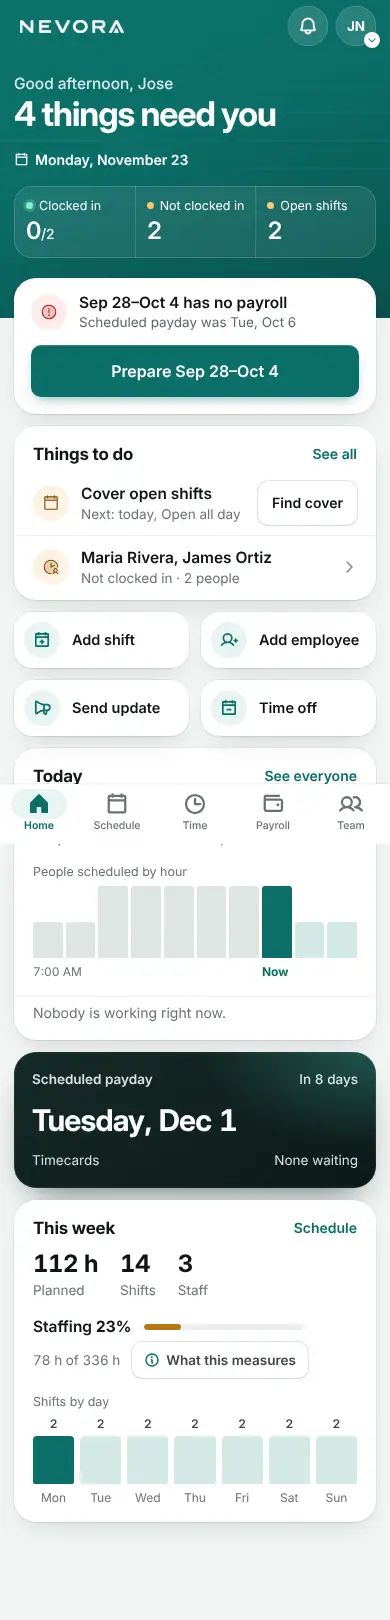 NEVORA
JN
Good afternoon, Jose
4 things need you
Monday, November 23
Clocked in
0/2
Not clocked in
2
Open shifts
2
Sep 28–Oct 4 has no payroll
Scheduled payday was Tue, Oct 6
Prepare Sep 28–Oct 4
Things to do
See all
Cover open shifts
Next: today, Open all day
Find cover
Maria Rivera, James Ortiz
Not clocked in · 2 people
Add shift
Add employee
Send update
Time off
Today
See everyone
Home
Schedule
Time
Payroll
Team
People scheduled by hour
7:00 AM
Now
Nobody is working right now.
Scheduled payday
In 8 days
Tuesday, Dec 1
Timecards
None waiting
This week
Schedule
112 h
14
3
Planned
Shifts
Staff
Staffing 23%
78 h of 336 h
What this measures
Shifts by day
2 2 2 2 2 2 2
Mon Tue Wed Thu Fri Sat Sun